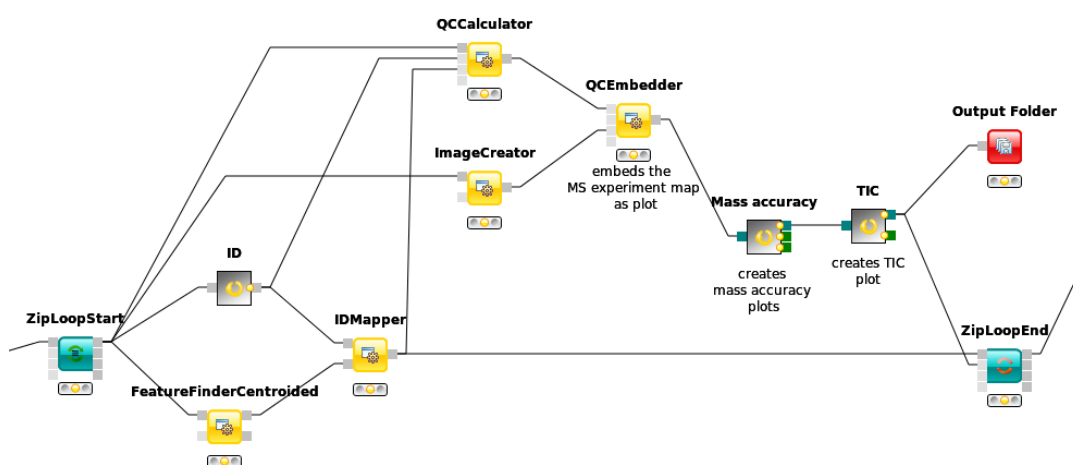 QCCalculator
QCEmbedder
embeds the
MS experiment map
as plot
ImageCreator
Output Folder
Mass accuracy
creates
mass accuracy
plots
TIC
creates TIC
plot
ID
ZipLoopStart
IDMapper
ZipLoopEnd
FeatureFinderCentroided